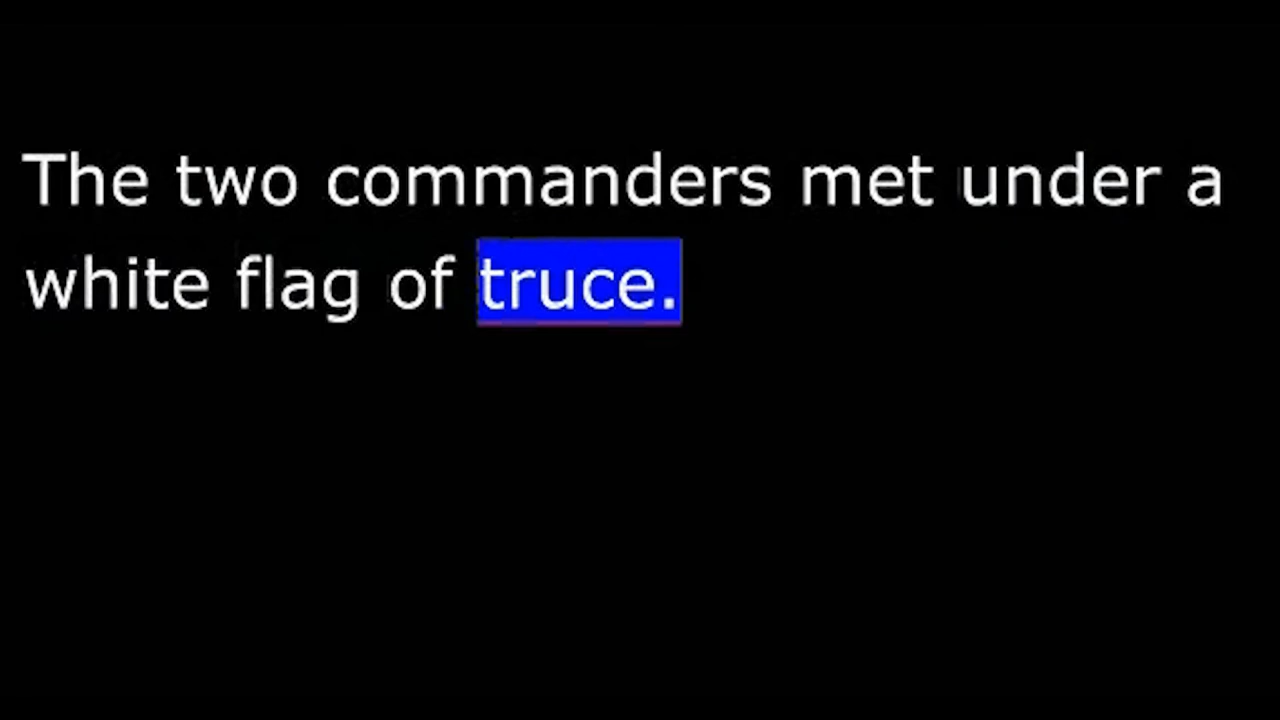 The two commanders met under a
white flag of truce.